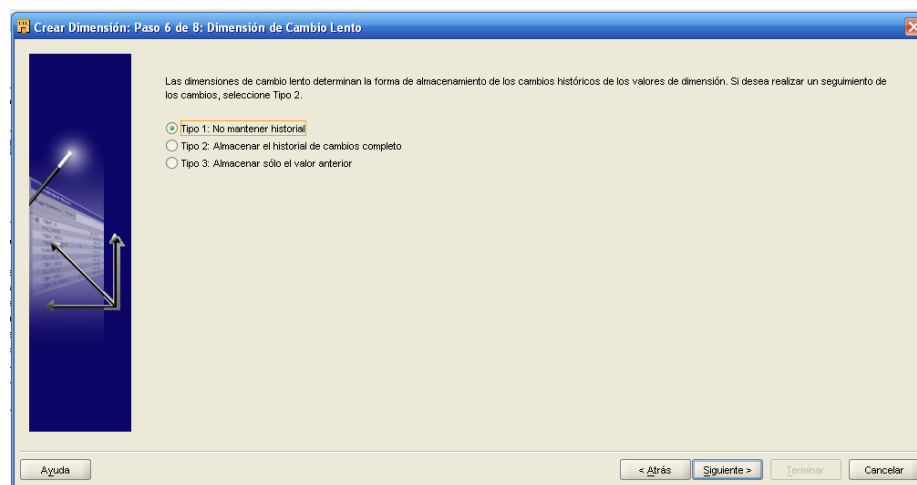 Crear Dimensión: Paso 6 de 8: Dimensión de Cambio Lento
Las dimensiones de cambio lento determinan la forma de almacenamiento de los cambios históricos de los valores de dimensión. Si desea realizar un seguimiento de
los cambios, seleccione Tipo 2.
Tipo 1: No mantener historial
Tipo 2: Almacenar el historial de cambios completo
Tipo 3: Almacenar sólo el valor anterior
Ayuda
< Atrás
Siguiente >
Terminar
Cancelar